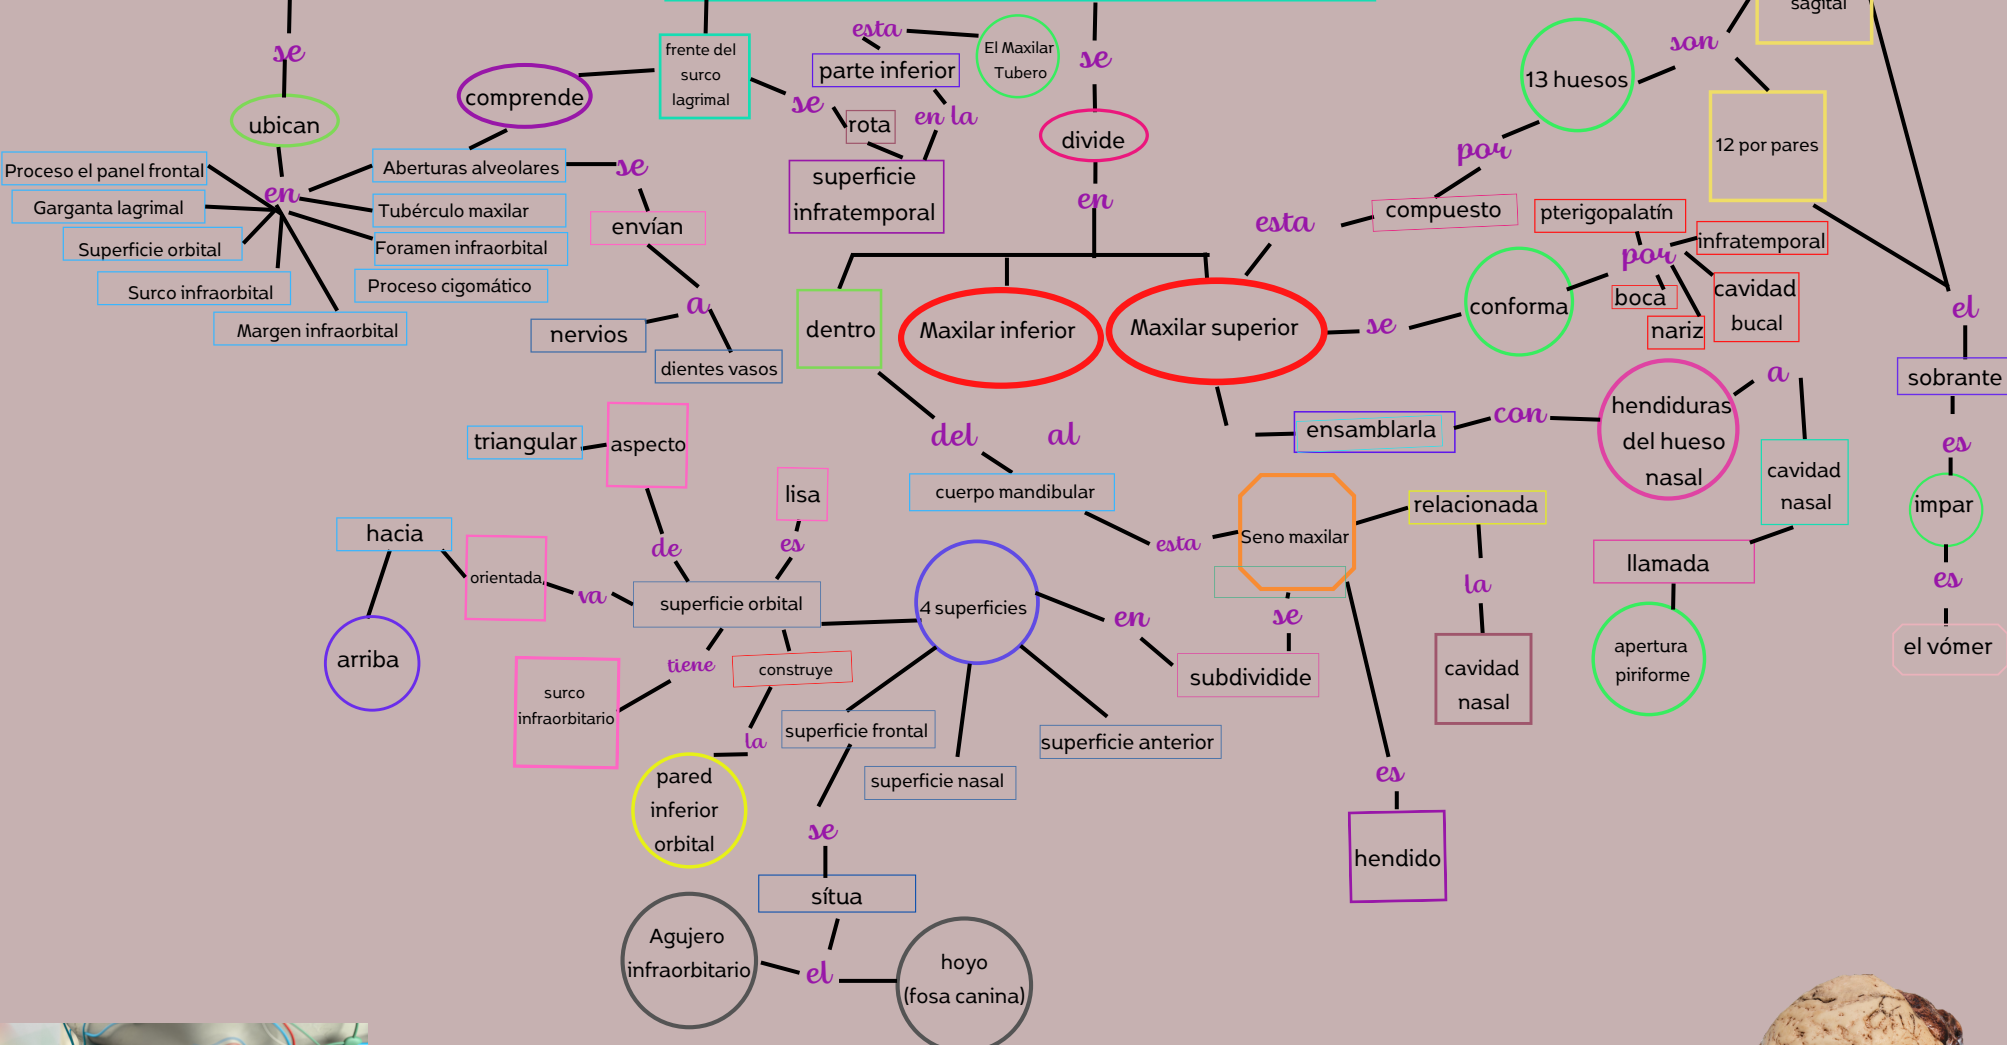 sagital
se
ubican
en
Proceso el panel frontal
Garganta lagrimal
Superficie orbital
Surco infraorbital
Margen infraorbital
Aberturas alveolares
Tubérculo maxilar
Foramen infraorbital
Proceso cigomático
comprende
frente del
surco
lagrimal
se
rota
superficie
infratemporal
en la
parte inferior
esta
El Maxilar
Tubero
se
envían
a
nervios
dientes vasos
se
divide
en
dentro
Maxilar inferior
Maxilar superior
esta
compuesto
por
13 huesos
son
12 por pares
se
conforma
por
pterigopalatín
infratemporal
cavidad
bucal
boca
nariz
el
sobrante
es
impar
es
el vómer
ensamblarla
con
hendiduras
del hueso
nasal
a
cavidad
nasal
llamada
apertura
piriforme
del
al
cuerpo mandibular
esta
Seno maxilar
relacionada
la
cavidad
nasal
es
hendido
se
subdivide
en
4 superficies
superficie orbital
superficie frontal
superficie nasal
superficie anterior
de
aspecto
triangular
es
lisa
va
orientada,
hacia
arriba
tiene
surco
infraorbitario
construye
la
pared
inferior
orbital
se
sítua
el
Agujero
infraorbitario
hoyo
(fosa canina)